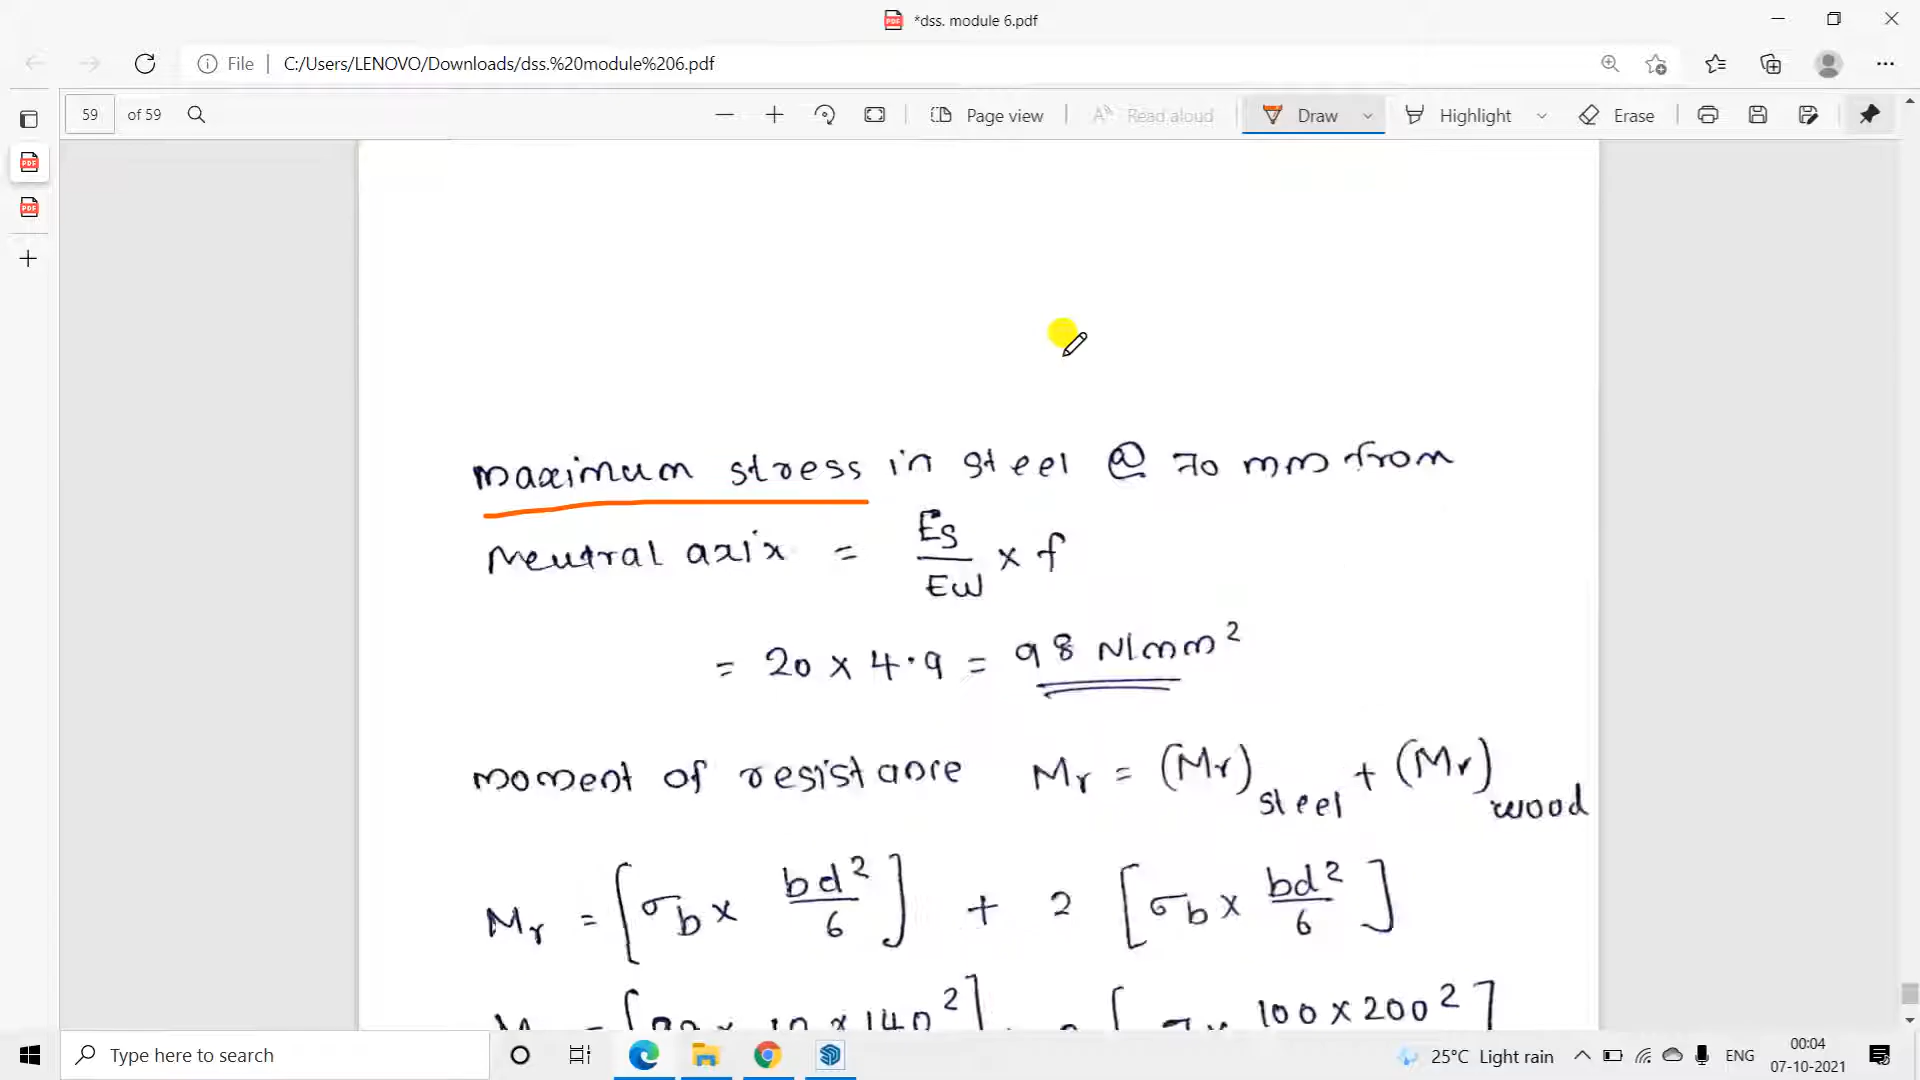 *dss. module 6.pdf
File | C:/Users/LENOVO/Downloads/dss.%20module%206.pdf
59 of 59 Page view Read aloud Draw Highlight Erase
maximum stress in steel @ 70 mm from
Neutral axis = Es/Ew x f
= 20 x 4.9 = 98 N/mm²
moment of resistance Mr = (Mr)steel + (Mr)wood
Mr = [σb x bd²/6] + 2 [σb x bd²/6]
140²] 100 x 200²]
Type here to search 25°C Light rain ENG 00:04
07-10-2021